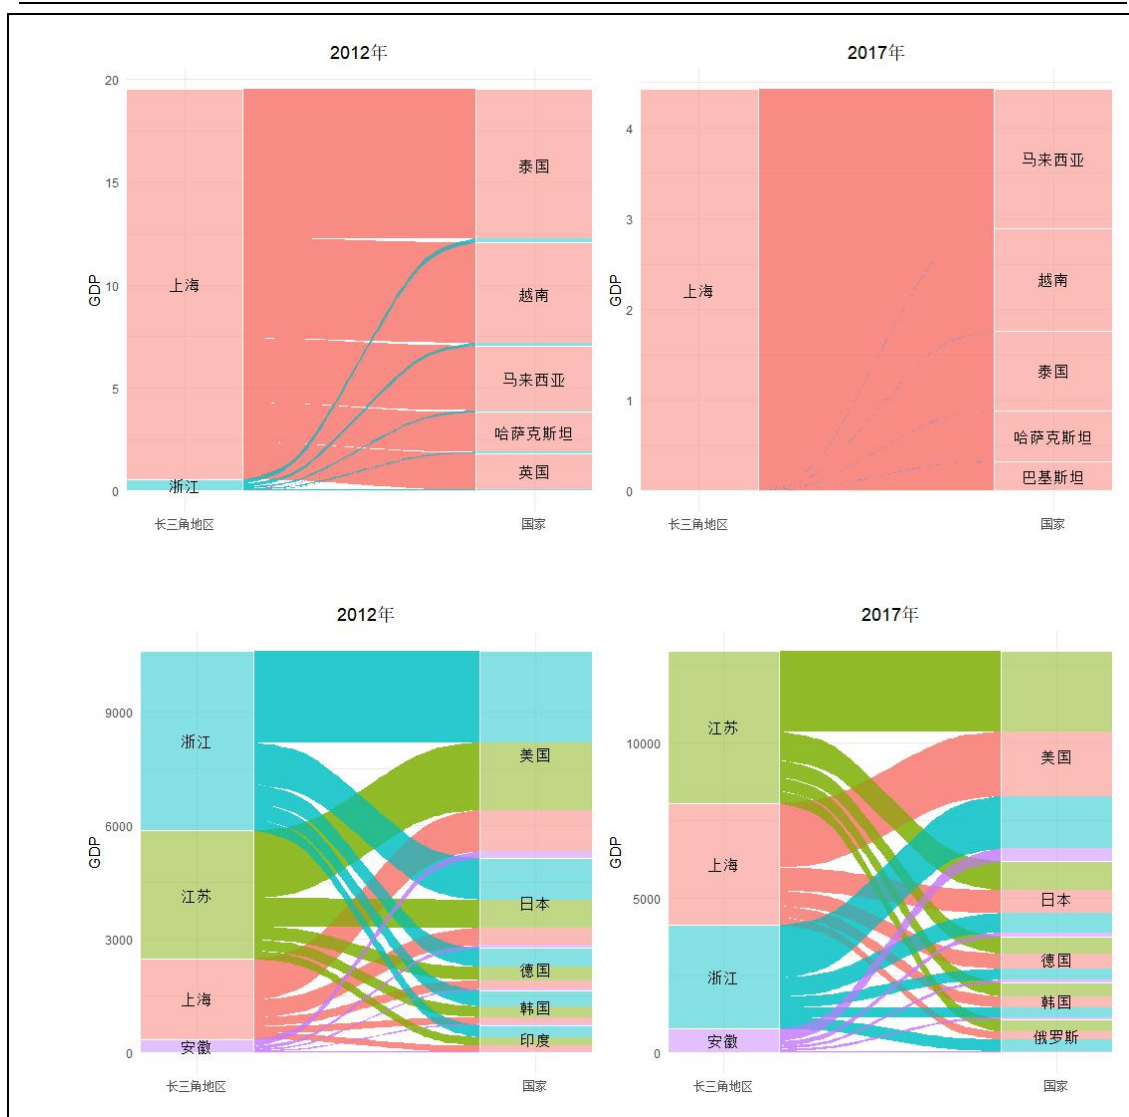 2012年
2017年
GDP
20
15
10
5
0
上海
浙江
泰国
越南
马来西亚
哈萨克斯坦
英国
长三角地区
国家
GDP
4
3
2
1
0
上海
马来西亚
越南
泰国
哈萨克斯坦
巴基斯坦
长三角地区
国家
2012年
2017年
GDP
9000
6000
3000
0
浙江
江苏
上海
安徽
美国
日本
德国
韩国
印度
长三角地区
国家
GDP
10000
5000
0
江苏
上海
浙江
安徽
美国
日本
德国
韩国
俄罗斯
长三角地区
国家